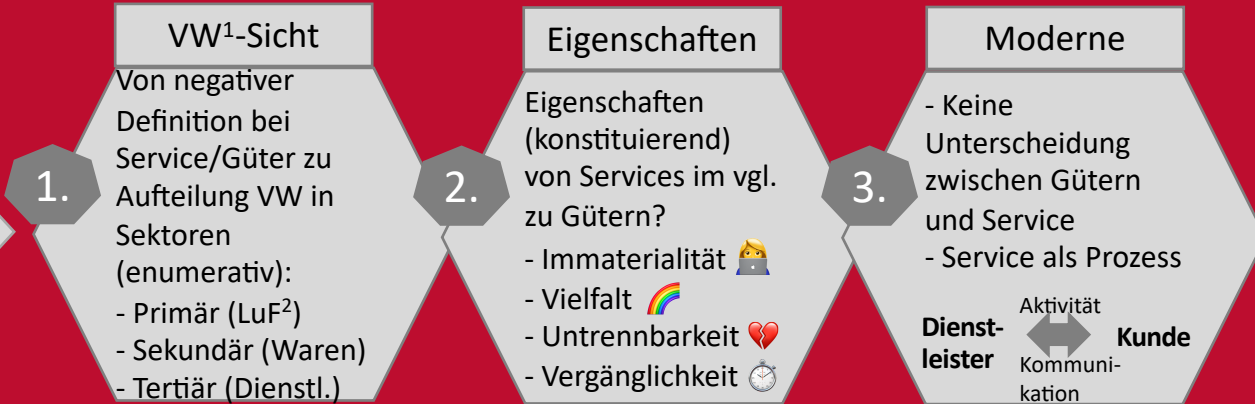 VW¹-Sicht
1.
Von negativer
Definition bei
Service/Güter zu
Aufteilung VW in
Sektoren
(enumerativ):
- Primär (LuF²)
- Sekundär (Waren)
- Tertiär (Dienstl.)
Eigenschaften
2.
Eigenschaften
(konstituierend)
von Services im vgl.
zu Gütern?
- Immaterialität 👩‍💻
- Vielfalt 🌈
- Untrennbarkeit 💔
- Vergänglichkeit ⏱️
Moderne
3.
- Keine
Unterscheidung
zwischen Gütern
und Service
- Service als Prozess
Dienst-
leister
Aktivität
Kommuni-
kation
Kunde